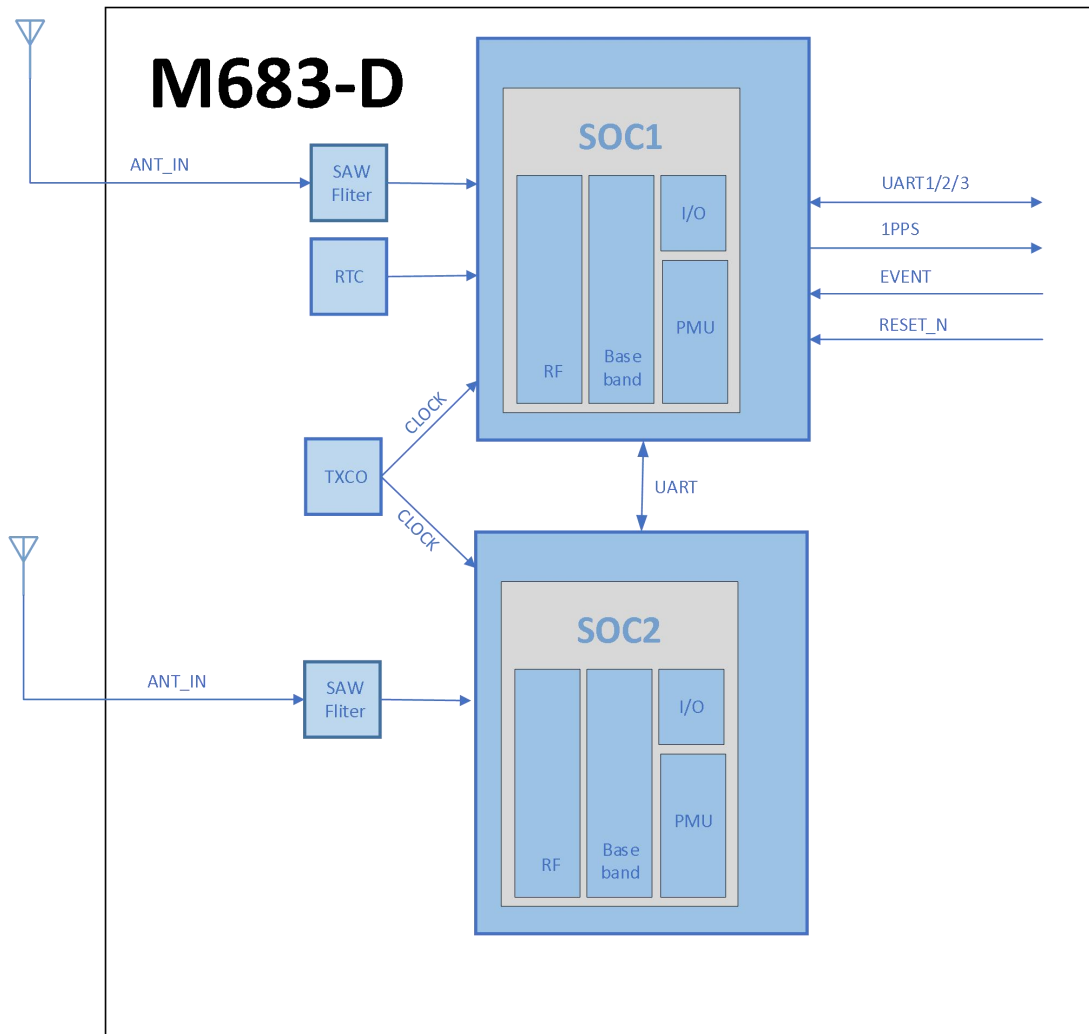 M683-D
ANT_IN
SAW
Fliter
RTC
SOC1
RF
Base
band
I/O
PMU
UART1/2/3
1PPS
EVENT
RESET_N
CLOCK
TXCO
CLOCK
UART
ANT_IN
SAW
Fliter
SOC2
RF
Base
band
I/O
PMU